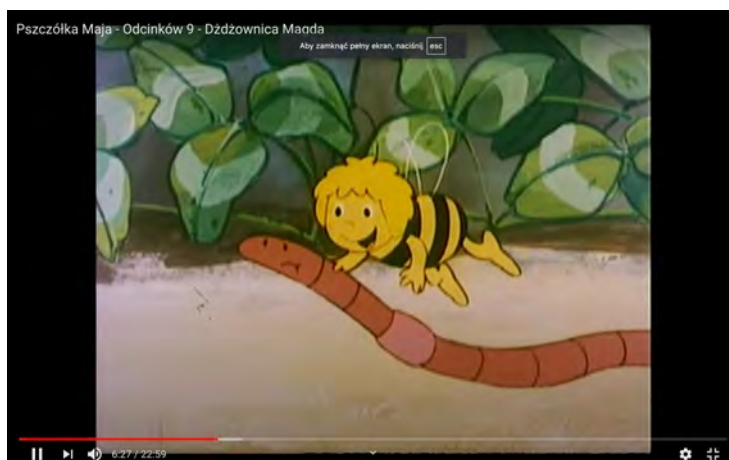 Pszczółka Maja - Odcinków 9 - Dżdżownica Magda
Aby zamknąć pełny ekran, naciśnij esc
6:27 / 22:59